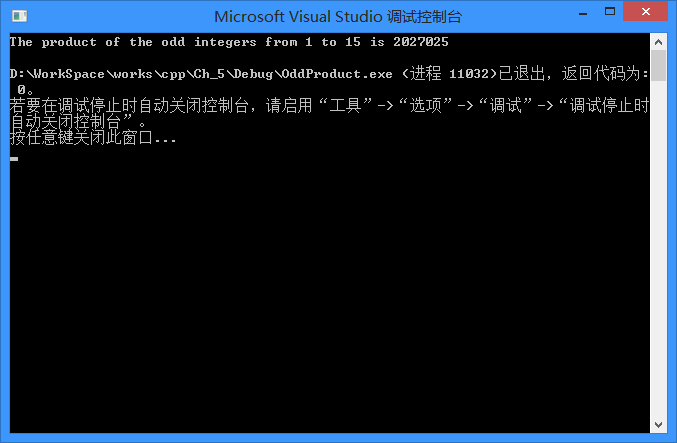 Microsoft Visual Studio 调试控制台
The product of the odd integers from 1 to 15 is 2027025
D:\WorkSpace\works\cpp\Ch_5\Debug\OddProduct.exe (进程 11032)已退出，返回代码为:
 0。
若要在调试停止时自动关闭控制台，请启用“工具”->“选项”->“调试”->“调试停止时
自动关闭控制台”。
按任意键关闭此窗口...